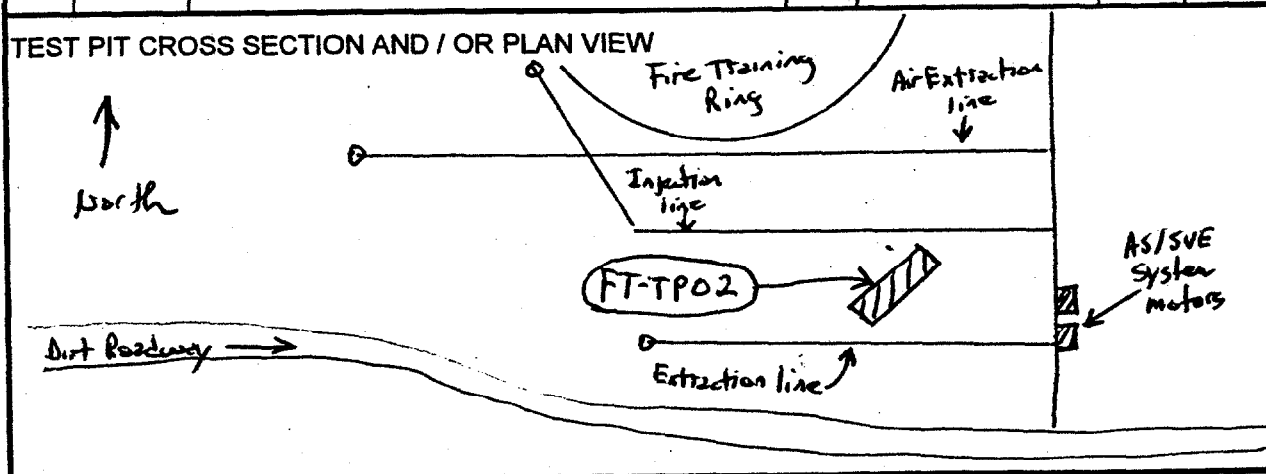 TEST PIT CROSS SECTION AND / OR PLAN VIEW
Fire Training
Ring
Air Extraction
line
North
Injection
line
AS/SVE
System
motors
FT-TP02
Dirt Roadway
Extraction line